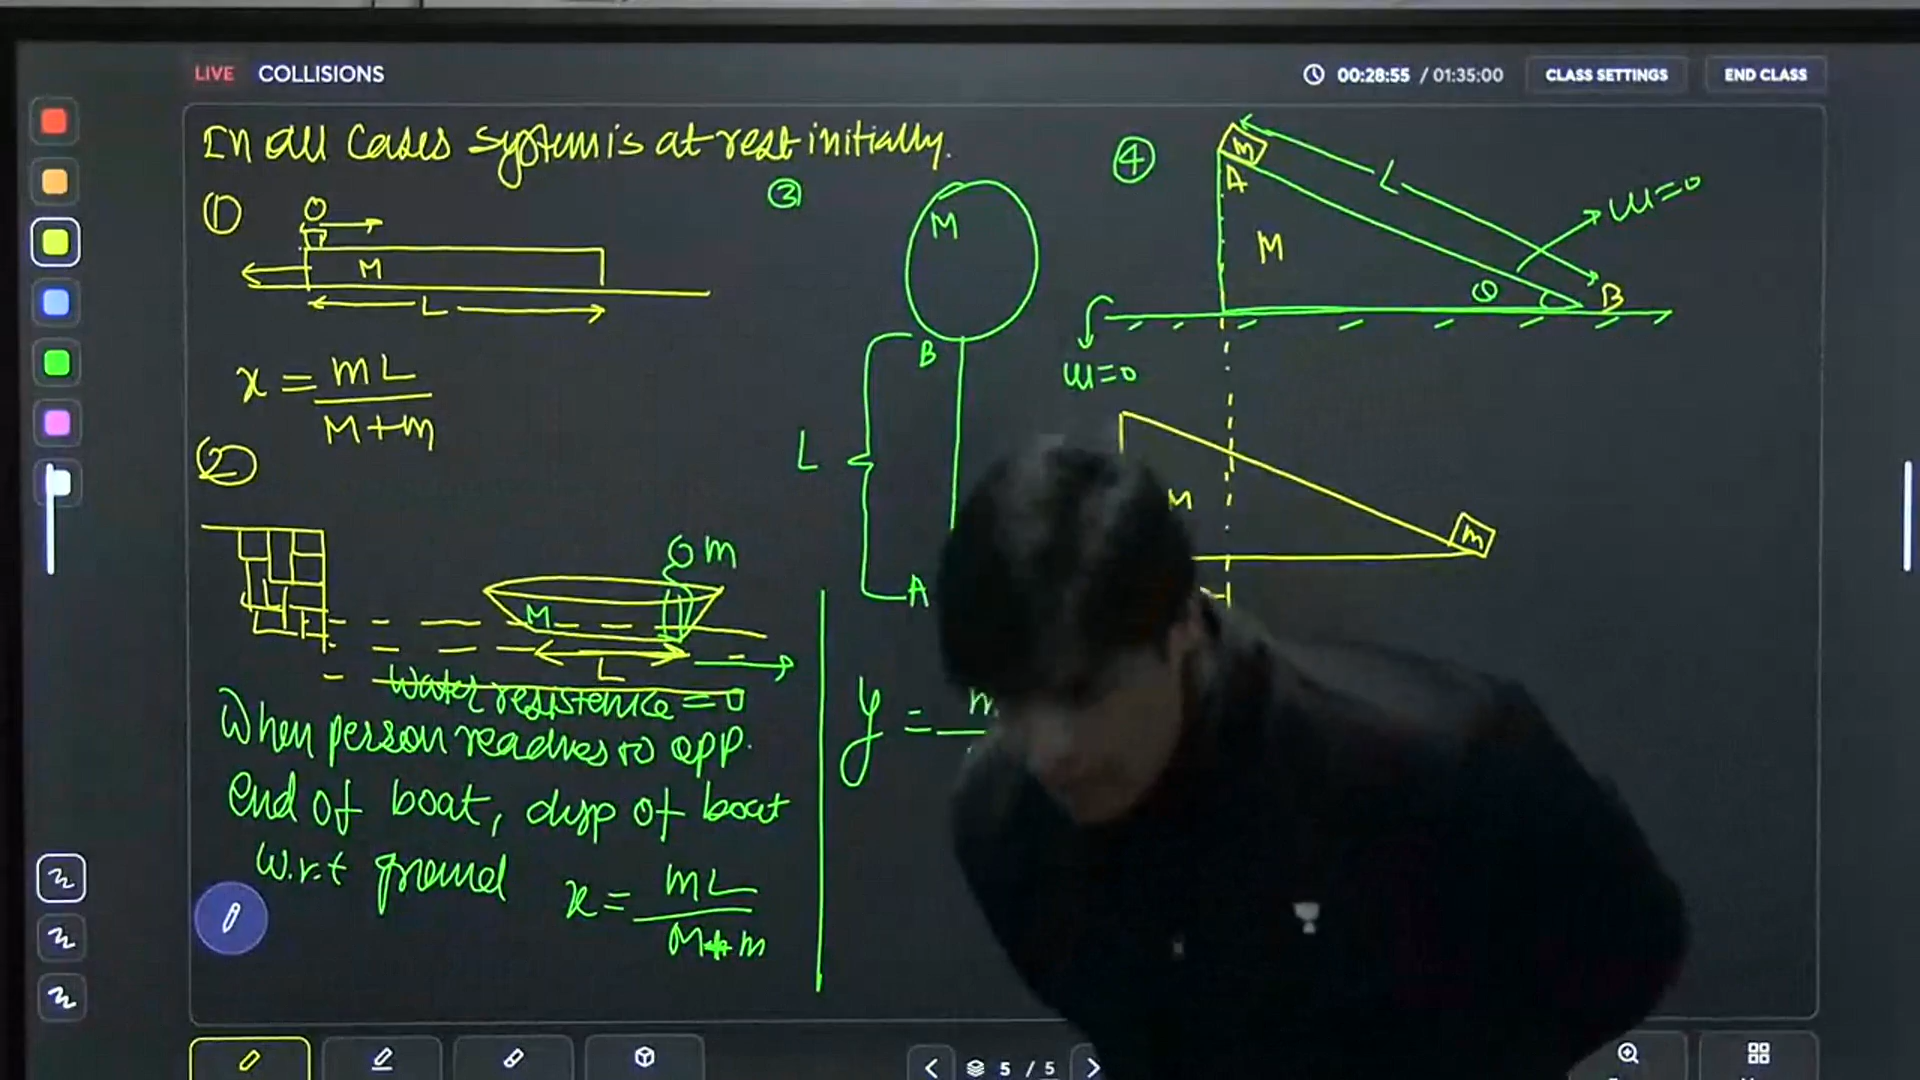 LIVE COLLISIONS
00:28:55 / 01:35:00
CLASS SETTINGS
END CLASS
In all Cases system is at rest initially.
①
M
L
x = mL / M+m
②
m
M
L
Water resistence = 0
When person reaches to opp.
end of boat, disp of boat
w.r.t ground x = mL / M+m
③
M
B
L
A
y =
④
m
A
L
M
μ=0
θ
B
μ=0
M
m
5 / 5